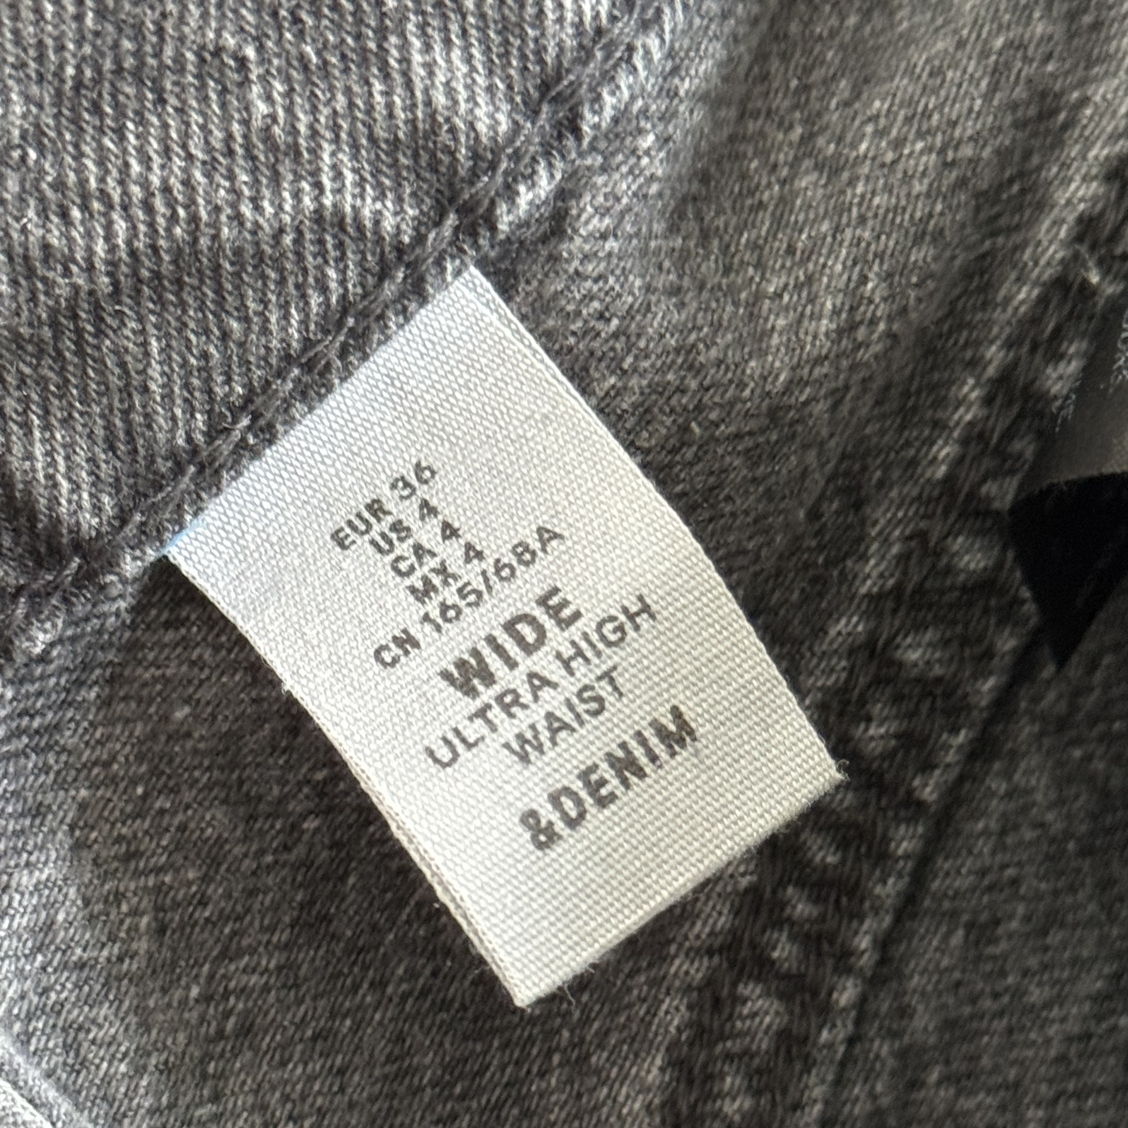 EUR 36
US 4
CA 4
MX 4
CN 165/68A
WIDE
ULTRA HIGH
WAIST
&DENIM